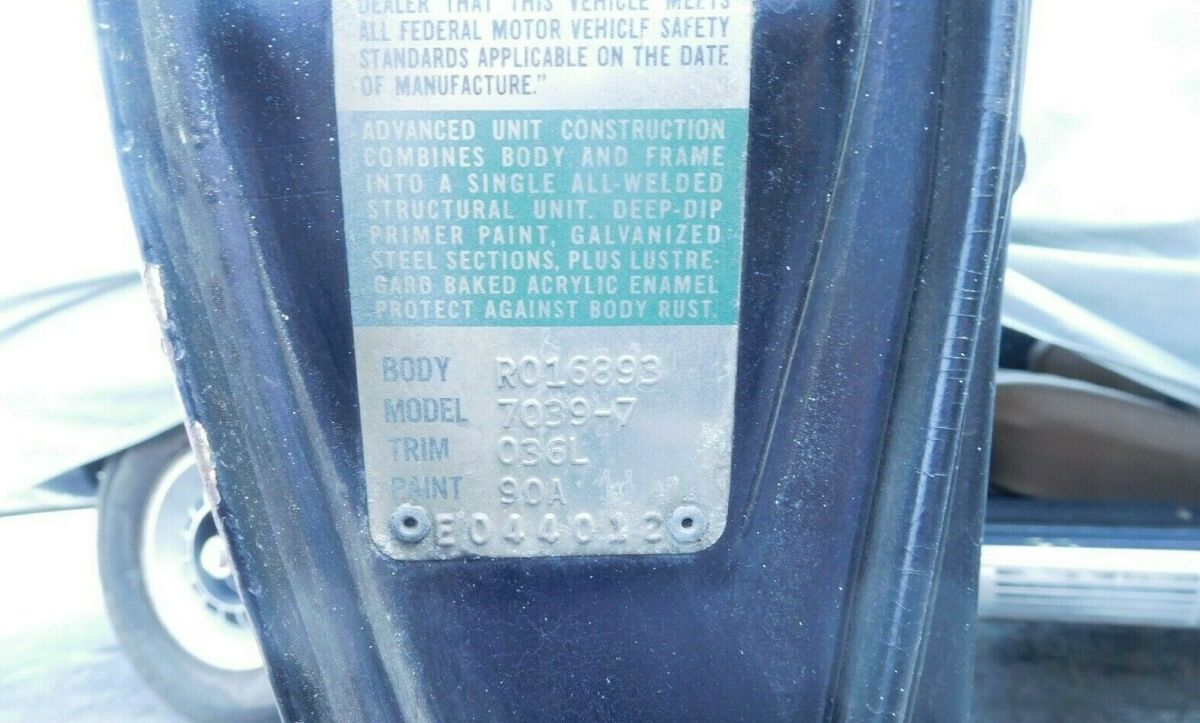 DEALER THAT THIS VEHICLE MEETS
ALL FEDERAL MOTOR VEHICLE SAFETY
STANDARDS APPLICABLE ON THE DATE
OF MANUFACTURE."
ADVANCED UNIT CONSTRUCTION
COMBINES BODY AND FRAME
INTO A SINGLE ALL-WELDED
STRUCTURAL UNIT. DEEP-DIP
PRIMER PAINT, GALVANIZED
STEEL SECTIONS, PLUS LUSTRE-
GARD BAKED ACRYLIC ENAMEL
PROTECT AGAINST BODY RUST.
BODY R016893
MODEL 7039-7
TRIM 036L
PAINT 90A
E044012